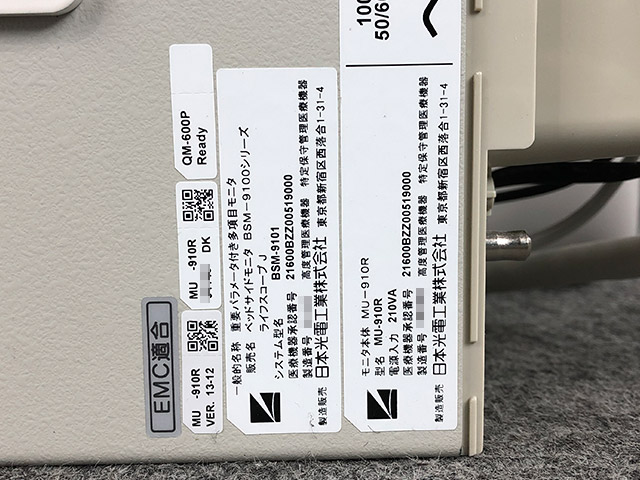 EMC適合
MU -910R
VER. 13-12
MU -910R
DK
QM-600P
Ready
一般的名称 重要パラメータ付き多項目モニタ
販売名 ベッドサイドモニタ BSM-9100シリーズ
ライフスコープ J
システム型名 BSM-9101
医療機器承認番号 21600BZZ00519000
製造番号 高度管理医療機器 特定保守管理医療機器
製造販売 日本光電工業株式会社 東京都新宿区西落合1-31-4
モニタ本体 MU-910R
型名 MU-910R
電源入力 210VA
医療機器承認番号 21600BZZ00519000
製造番号 高度管理医療機器 特定保守管理医療機器
製造販売 日本光電工業株式会社 東京都新宿区西落合1-31-4
100
50/60